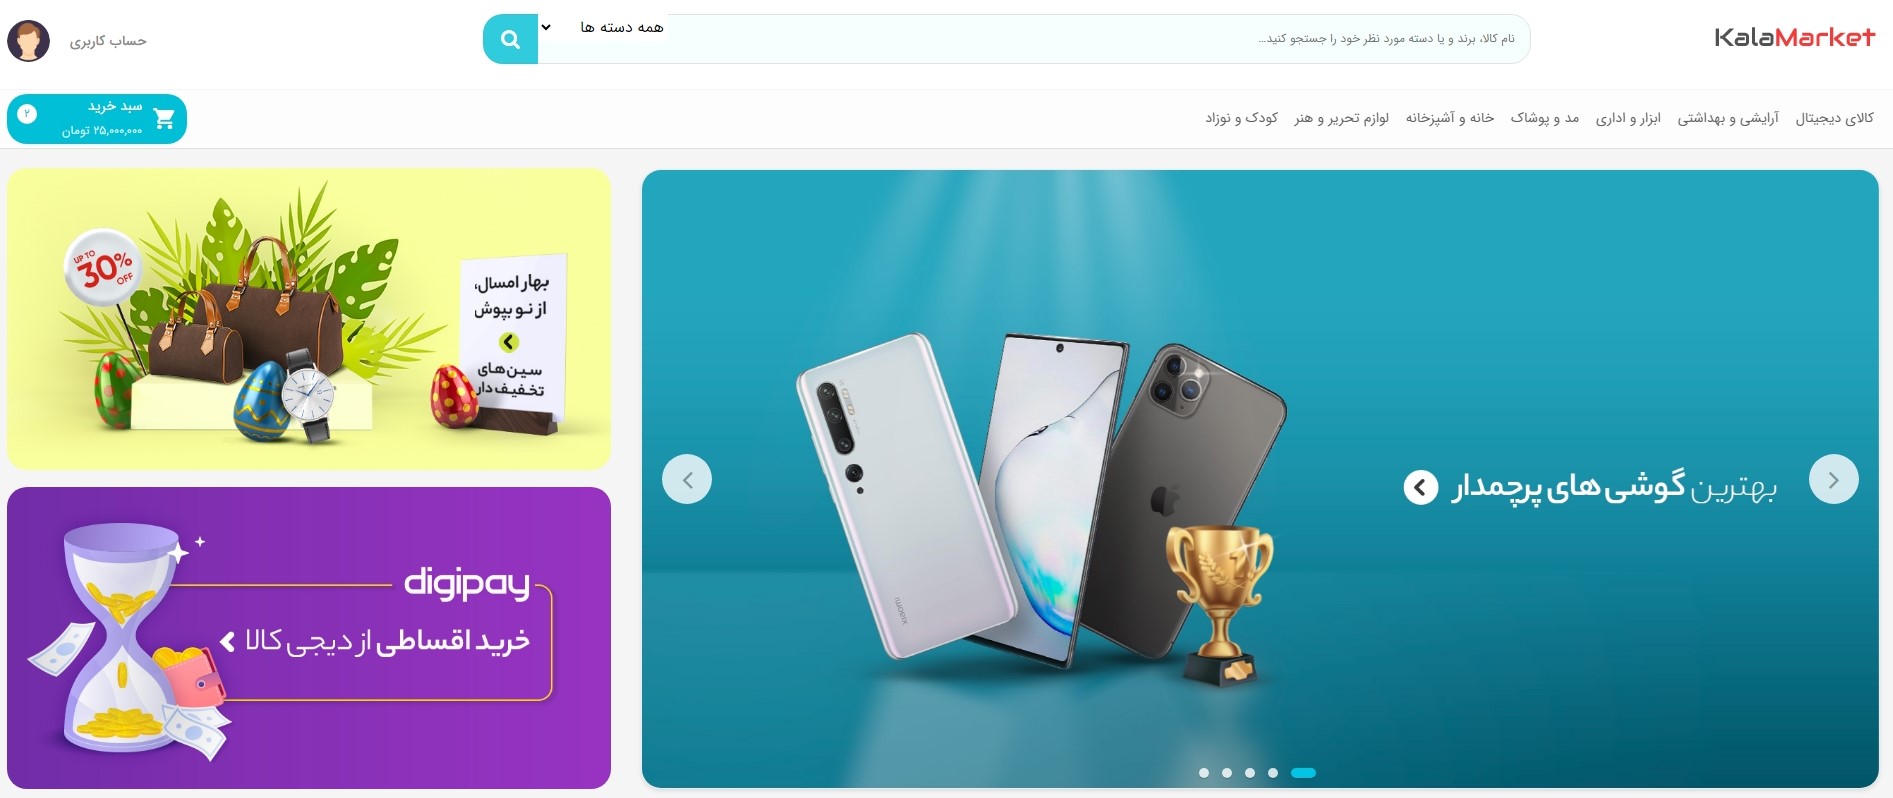 KalaMarket
نام کالا، برند و یا دسته مورد نظر خود را جستجو کنید...
همه دسته ها
حساب کاربری
کالای دیجیتال
آرایشی و بهداشتی
ابزار و اداری
مد و پوشاک
خانه و آشپزخانه
لوازم تحریر و هنر
کودک و نوزاد
سبد خرید
۲۵,۰۰۰,۰۰۰ تومان
۲
بهترین گوشی های پرچمدار
XIAOMI
UP TO
30%
OFF
بهار امسال،
از نو بپوش
سین های
تخفیف دار
digipay
خرید اقساطی از دیجی کالا